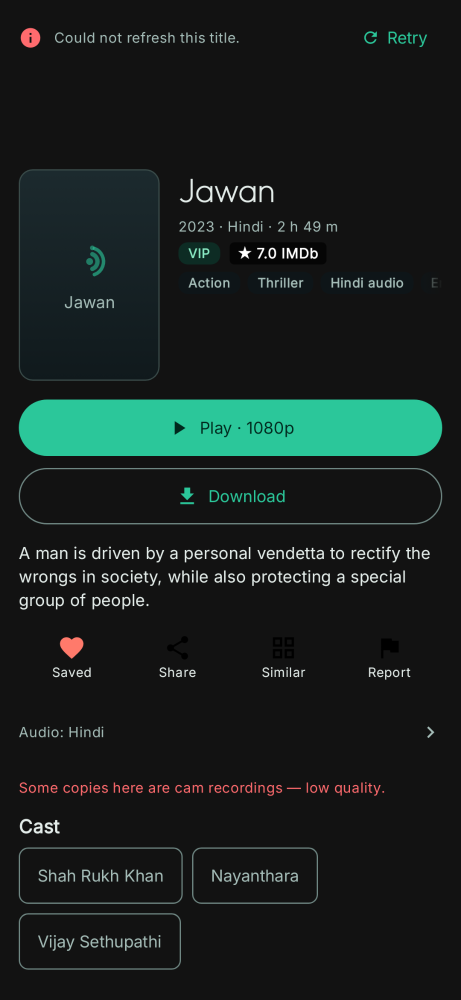 Could not refresh this title.
Retry
Jawan
Jawan
2023 · Hindi · 2 h 49 m
VIP
★ 7.0 IMDb
Action
Thriller
Hindi audio
Play · 1080p
Download
A man is driven by a personal vendetta to rectify the
wrongs in society, while also protecting a special
group of people.
Saved
Share
Similar
Report
Audio: Hindi
Some copies here are cam recordings — low quality.
Cast
Shah Rukh Khan
Nayanthara
Vijay Sethupathi